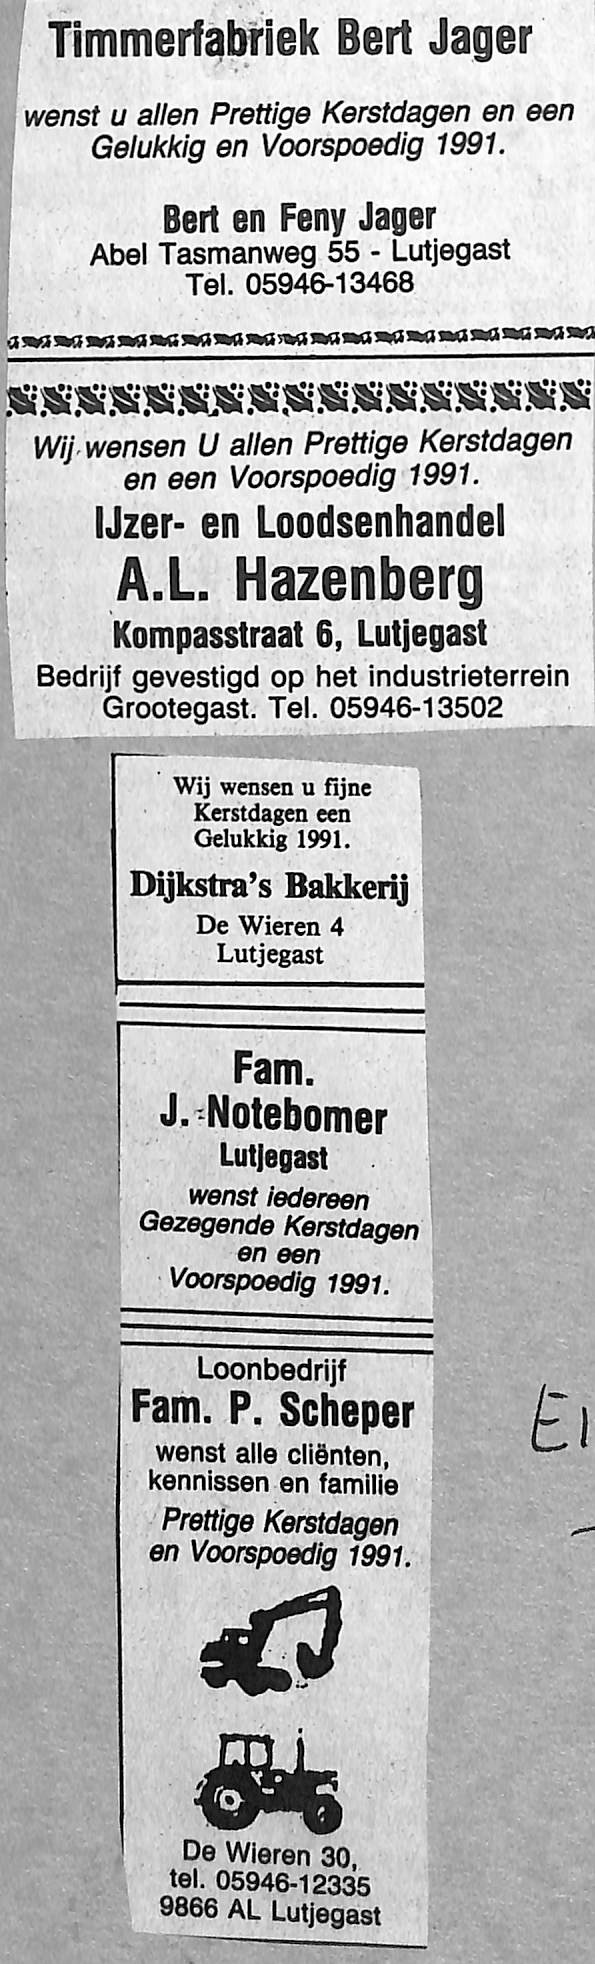 Timmerfabriek Bert Jager
wenst u allen Prettige Kerstdagen en een
Gelukkig en Voorspoedig 1991.
Bert en Feny Jager
Abel Tasmanweg 55 - Lutjegast
Tel. 05946-13468
Wij wensen U allen Prettige Kerstdagen
en een Voorspoedig 1991.
IJzer- en Loodsenhandel
A.L. Hazenberg
Kompasstraat 6, Lutjegast
Bedrijf gevestigd op het industrieterrein
Grootegast. Tel. 05946-13502
Wij wensen u fijne
Kerstdagen een
Gelukkig 1991.
Dijkstra's Bakkerij
De Wieren 4
Lutjegast
Fam.
J. Notebomer
Lutjegast
wenst iedereen
Gezegende Kerstdagen
en een
Voorspoedig 1991.
Loonbedrijf
Fam. P. Scheper
wenst alle cliënten,
kennissen en familie
Prettige Kerstdagen
en Voorspoedig 1991.
De Wieren 30,
tel. 05946-12335
9866 AL Lutjegast